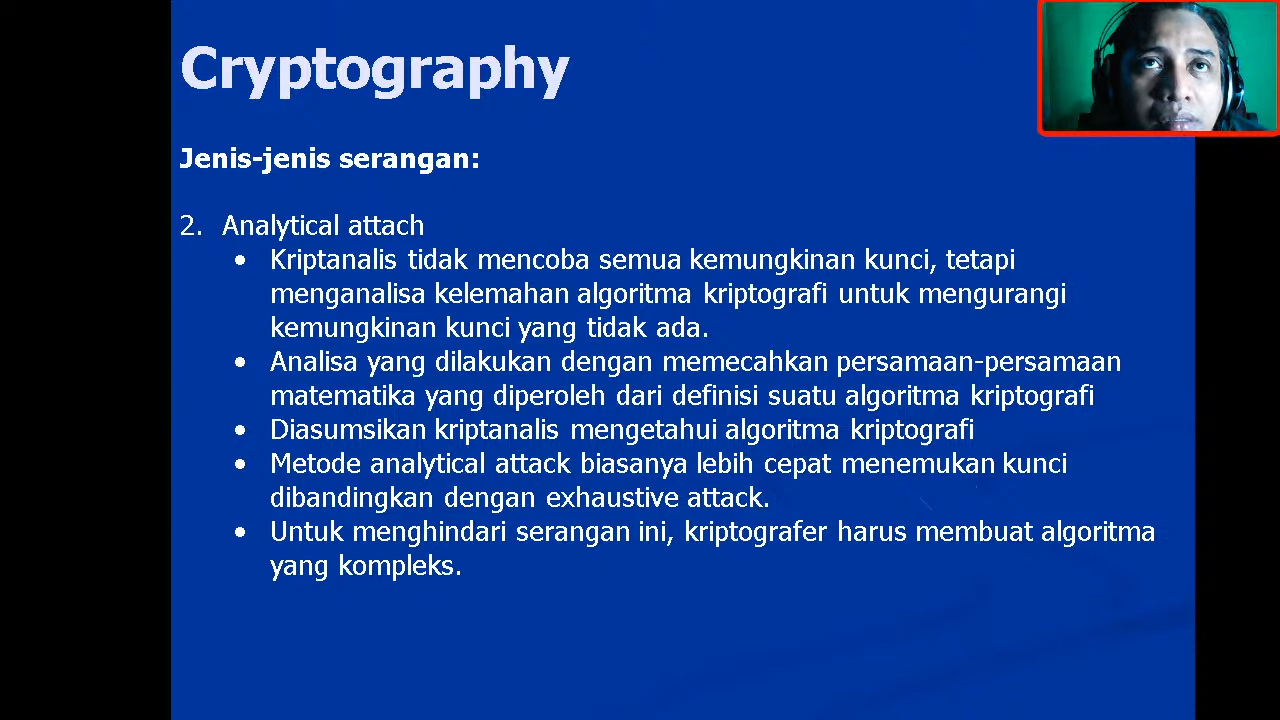 Cryptography
Jenis-jenis serangan:
2. Analytical attach
• Kriptanalis tidak mencoba semua kemungkinan kunci, tetapi
menganalisa kelemahan algoritma kriptografi untuk mengurangi
kemungkinan kunci yang tidak ada.
• Analisa yang dilakukan dengan memecahkan persamaan-persamaan
matematika yang diperoleh dari definisi suatu algoritma kriptografi
• Diasumsikan kriptanalis mengetahui algoritma kriptografi
• Metode analytical attack biasanya lebih cepat menemukan kunci
dibandingkan dengan exhaustive attack.
• Untuk menghindari serangan ini, kriptografer harus membuat algoritma
yang kompleks.